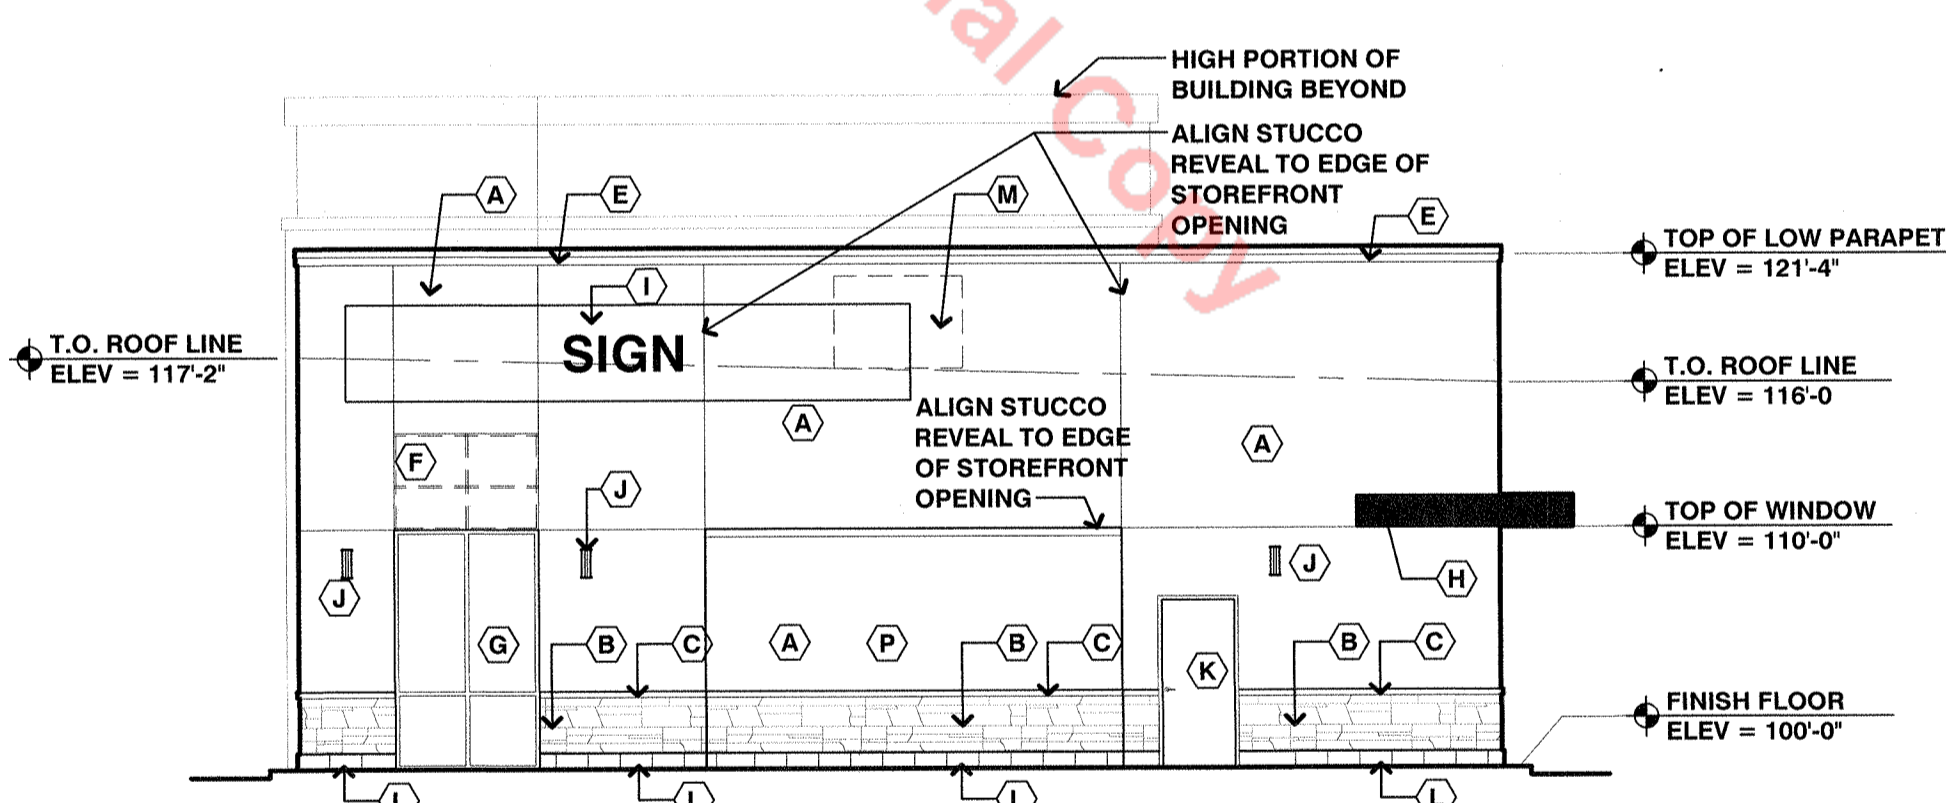 nal Copy
HIGH PORTION OF
BUILDING BEYOND
ALIGN STUCCO
REVEAL TO EDGE OF
STOREFRONT
OPENING
A
E
M
E
TOP OF LOW PARAPET
ELEV = 121'-4"
I
SIGN
T.O. ROOF LINE
ELEV = 117'-2"
T.O. ROOF LINE
ELEV = 116'-0
A
ALIGN STUCCO
REVEAL TO EDGE
OF STOREFRONT
OPENING
A
F
J
TOP OF WINDOW
ELEV = 110'-0"
J
J
H
G
B
C
A
P
B
C
K
B
C
FINISH FLOOR
ELEV = 100'-0"
L